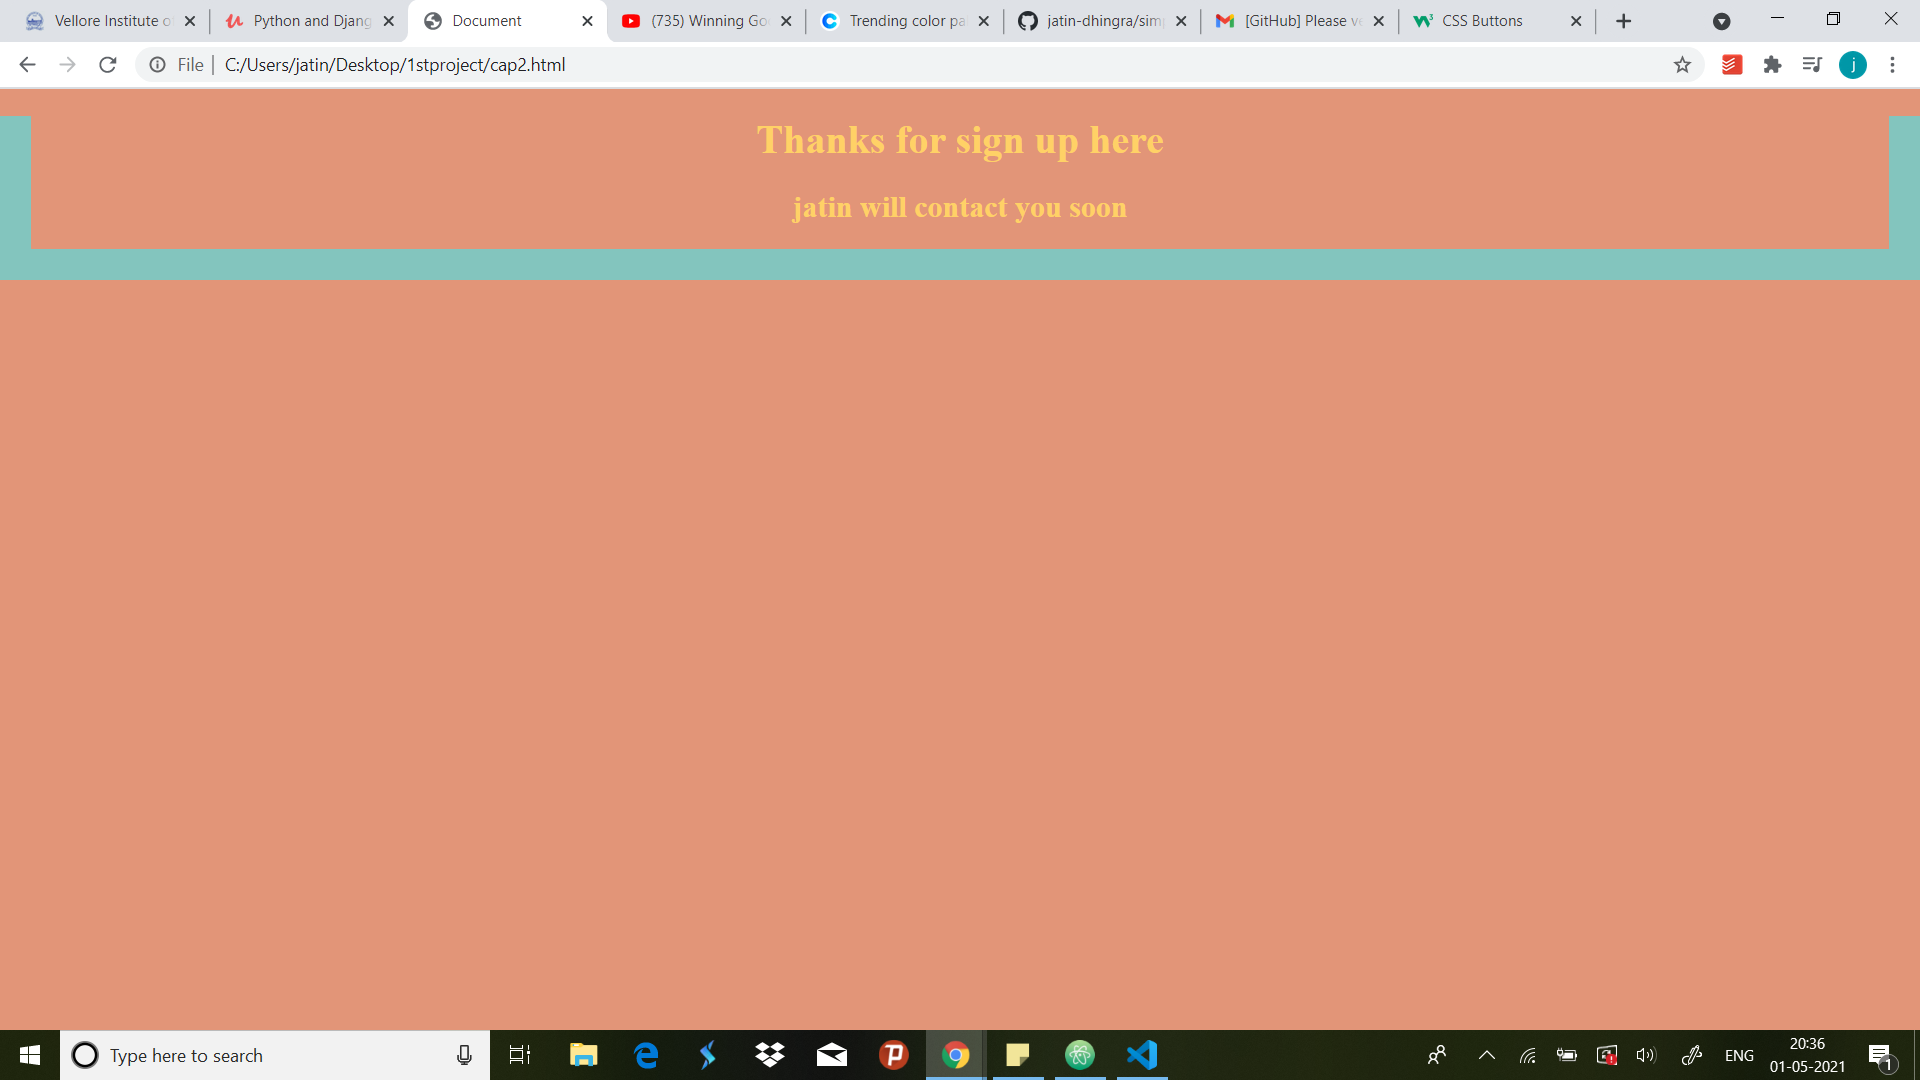 Vellore Institute of
Python and Djang
Document
(735) Winning Go
Trending color pa
jatin-dhingra/sim
[GitHub] Please ve
CSS Buttons
File
C:/Users/jatin/Desktop/1stproject/cap2.html
j
Thanks for sign up here
jatin will contact you soon
Type here to search
ENG
20:36
01-05-2021
1